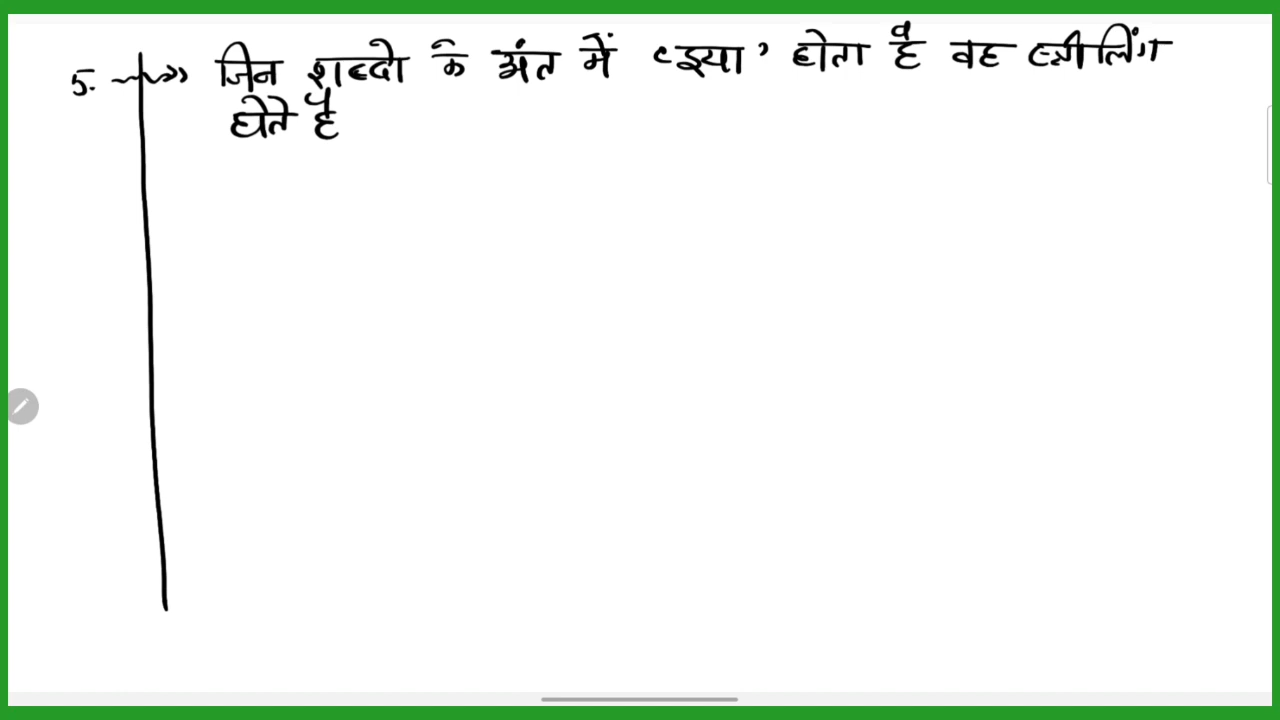 5. जिन शब्दो के अंत में 'इया' होता है वह स्त्रीलिंग
होते है